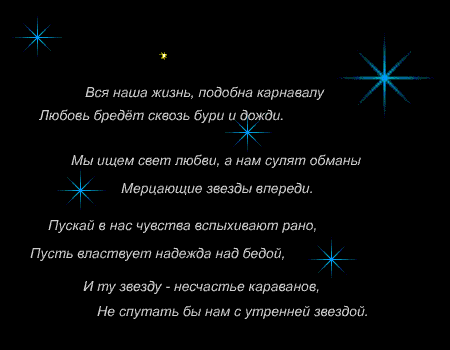 Вся наша жизнь, подобна карнавалу
Любовь бредёт сквозь бури и дожди.
Мы ищем свет любви, а нам сулят обманы
Мерцающие звезды впереди.
Пускай в нас чувства вспыхивают рано,
Пусть властвует надежда над бедой,
И ту звезду - несчастье караванов,
Не спутать бы нам с утренней звездой.